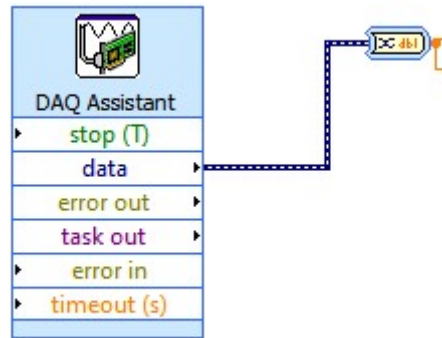 DAQ Assistant
stop (T)
data
error out
task out
error in
timeout (s)
dbl